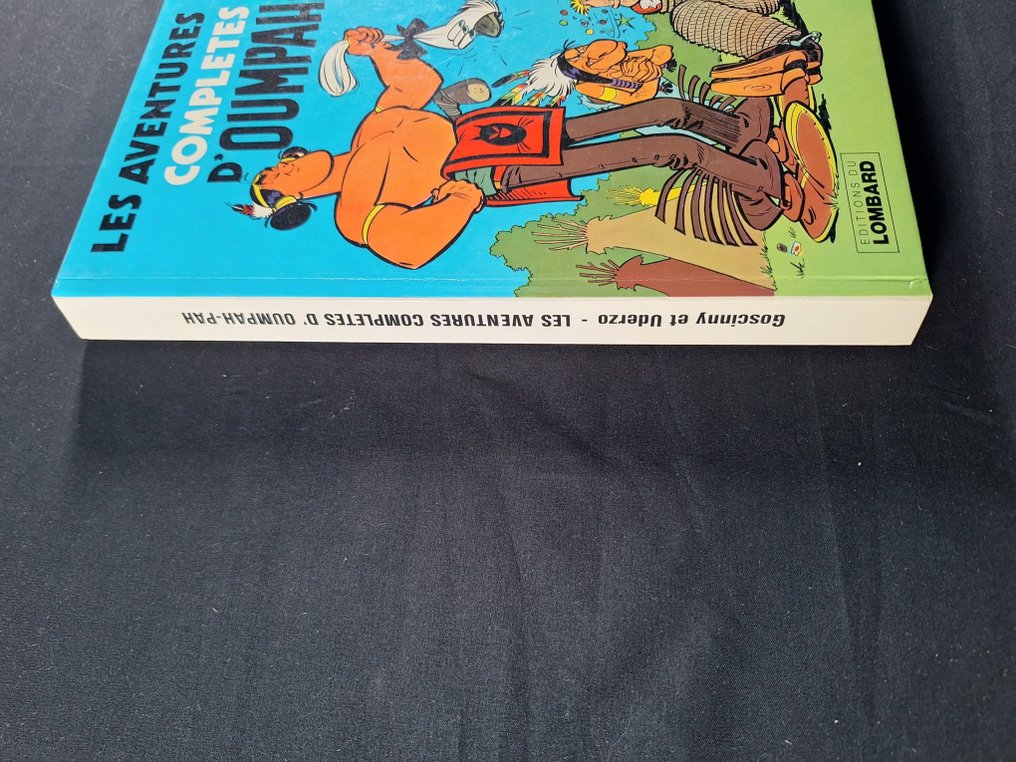 LES AVENTURES
COMPLETES
D'OUMPAH
EDITIONS DU
LOMBARD
Goscinny et Uderzo - LES AVENTURES COMPLETES D' OUMPAH-PAH